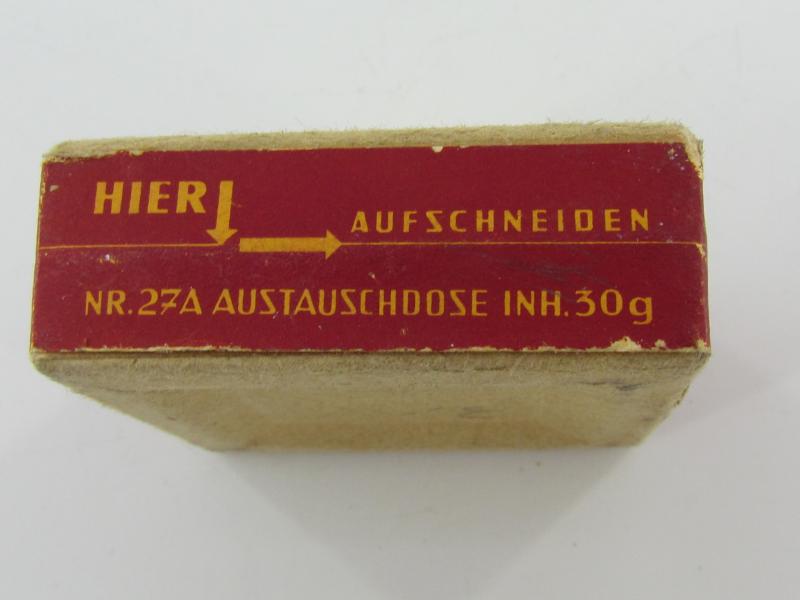 HIER
AUFSCHNEIDEN
NR. 27A AUSTAUSCHDOSE INH. 30g